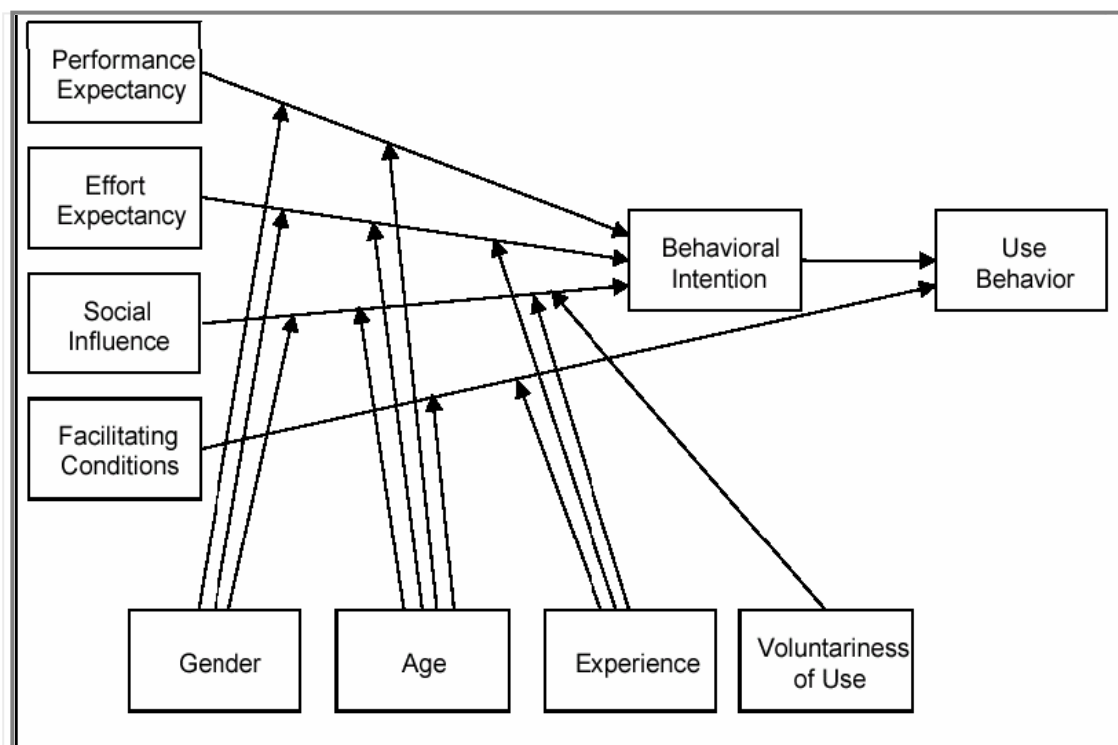 Performance
Expectancy
Effort
Expectancy
Social
Influence
Facilitating
Conditions
Behavioral
Intention
Use
Behavior
Gender
Age
Experience
Voluntariness
of Use